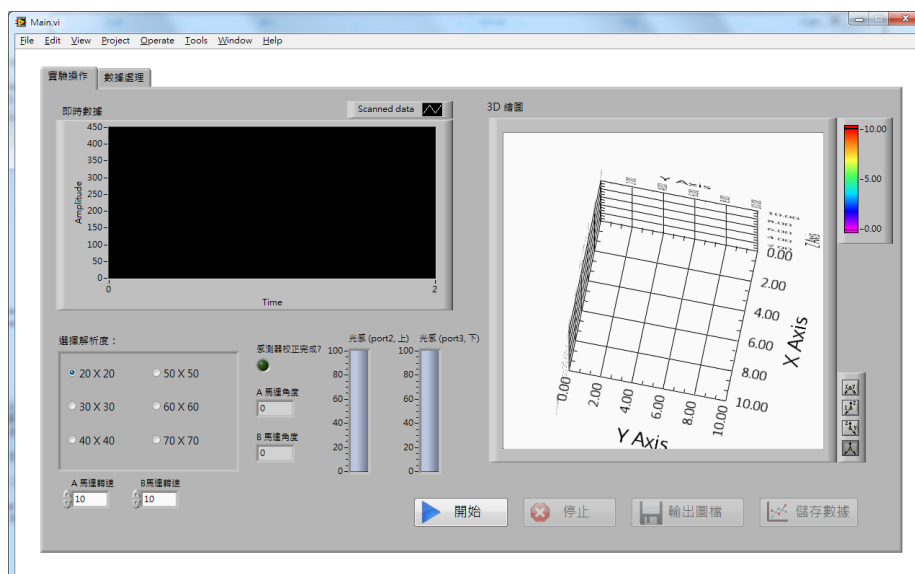 Main.vi
File Edit View Project Operate Tools Window Help
實驗操作 數據處理
即時數據
Scanned data
450
400
350
300
250
200
150
100
50
0
Amplitude
0 2
Time
3D 繪圖
Y Axis
10.00
8.00
6.00
4.00
Z Axis
0.00
2.00
4.00
6.00
8.00
10.00
X Axis
0.00
2.00
4.00
6.00
8.00
10.00
Y Axis
10.00
5.00
0.00
選擇解析度：
20 X 20 50 X 50
30 X 30 60 X 60
40 X 40 70 X 70
A 馬達轉速 B馬達轉速
10 10
感測器校正完成?
A 馬達角度
0
B 馬達角度
0
光感 (port2, 上) 光感 (port3, 下)
100 100
80 80
60 60
40 40
20 20
0 0
開始 停止 輸出圖檔 儲存數據